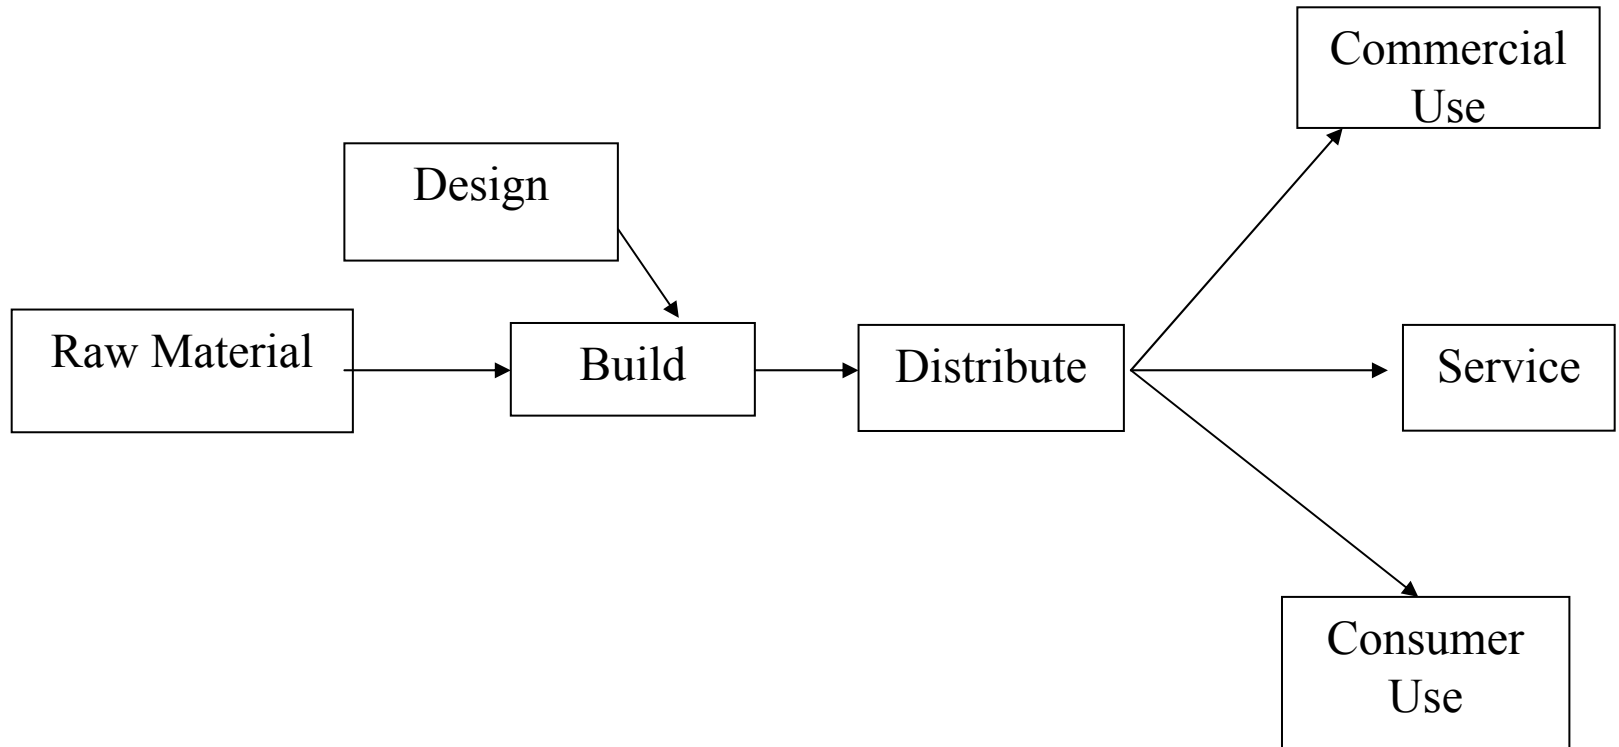 Commercial
Use
Design
Raw Material
Build
Distribute
Service
Consumer
Use